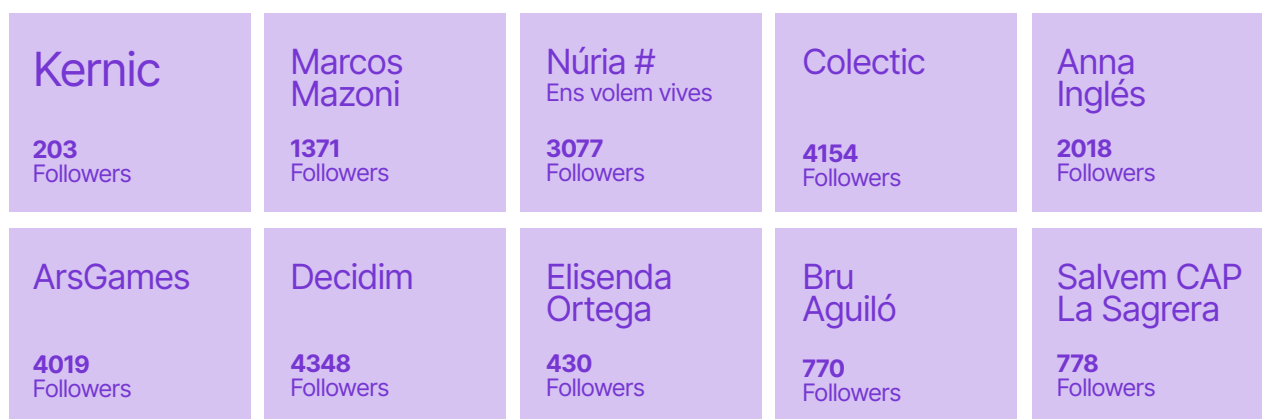 Kernic
203
Followers
Marcos
Mazoni
1371
Followers
Núria #
Ens volem vives
3077
Followers
Colectic
4154
Followers
Anna
Inglés
2018
Followers
ArsGames
4019
Followers
Decidim
4348
Followers
Elisenda
Ortega
430
Followers
Bru
Aguiló
770
Followers
Salvem CAP
La Sagrera
778
Followers